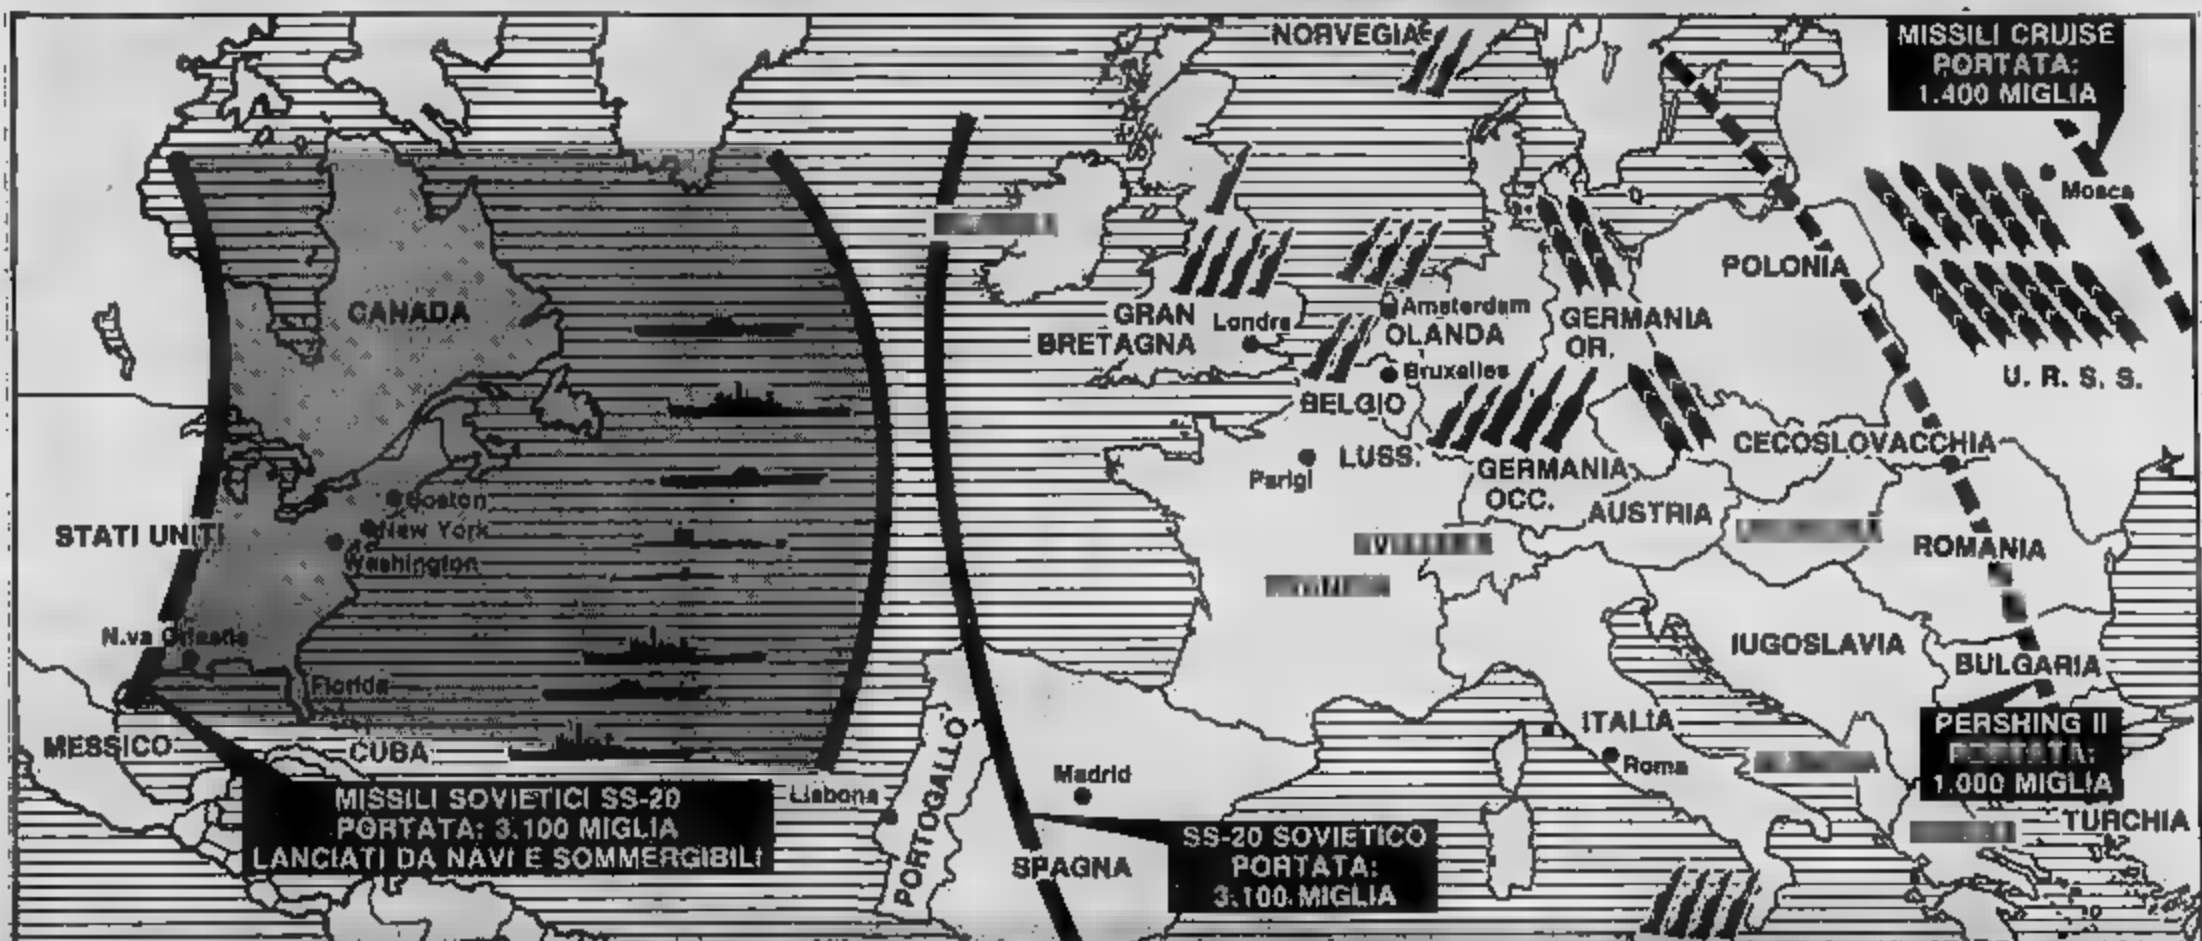 NORVEGIA
MISSILI CRUISE
PORTATA:
1.400 MIGLIA
Mosca
POLONIA
CANADA
GRAN
BRETAGNA
Londra
Amsterdam
OLANDA
GERMANIA
OR.
Bruxelles
BELGIO
U. R. S. S.
LUSS.
Parigi
CECOSLOVACCHIA
GERMANIA
OCC.
AUSTRIA
Boston
New York
Washington
STATI UNITI
ROMANIA
N.va Orleans
Florida
IUGOSLAVIA
BULGARIA
MESSICO
CUBA
ITALIA
Roma
PERSHING II
PORTATA:
1.000 MIGLIA
MISSILI SOVIETICI SS-20
PORTATA: 3.100 MIGLIA
LANCIATI DA NAVI E SOMMERGIBILI
Lisbona
PORTOGALLO
Madrid
SPAGNA
SS-20 SOVIETICO
PORTATA:
3.100 MIGLIA
TURCHIA